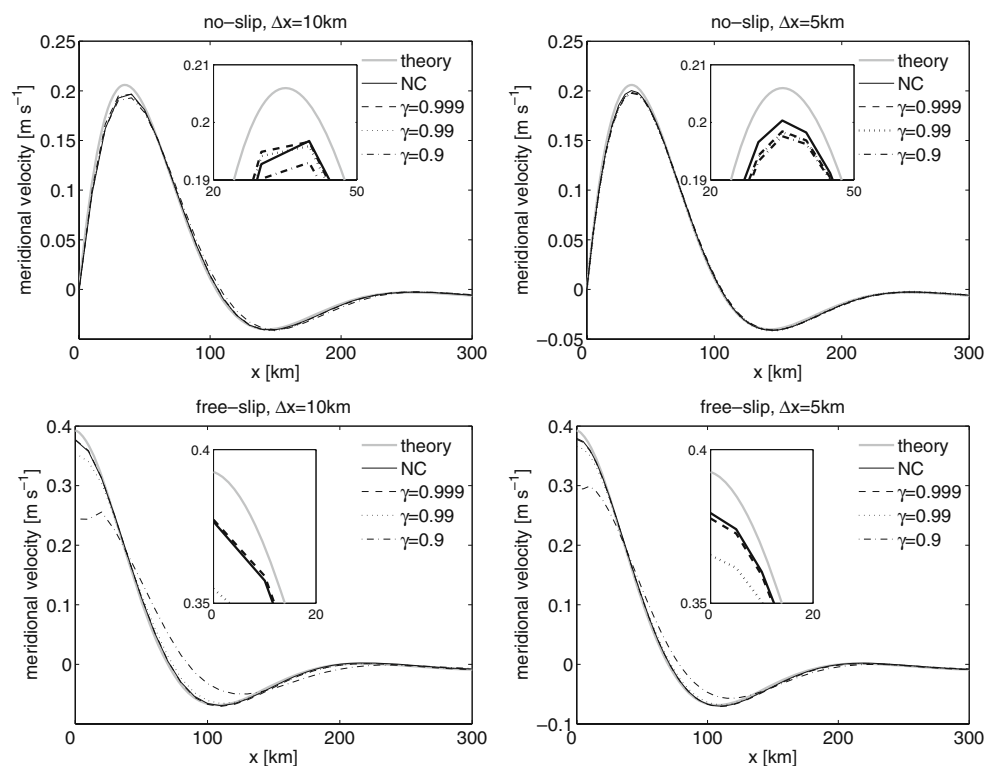 no−slip, Δx=10km
0.25
0.2
0.15
0.1
0.05
0
meridional velocity [m s⁻¹]
0.21
0.2
0.19
20
50
theory
NC
γ=0.999
γ=0.99
γ=0.9
0
100
200
300
x [km]
no−slip, Δx=5km
0.25
0.2
0.15
0.1
0.05
0
−0.05
meridional velocity [m s⁻¹]
0.21
0.2
0.19
20
50
theory
NC
γ=0.999
γ=0.99
γ=0.9
0
100
200
300
x [km]
free−slip, Δx=10km
0.4
0.3
0.2
0.1
0
meridional velocity [m s⁻¹]
0.4
0.35
0
20
theory
NC
γ=0.999
γ=0.99
γ=0.9
0
100
200
300
x [km]
free−slip, Δx=5km
0.4
0.3
0.2
0.1
0
−0.1
meridional velocity [m s⁻¹]
0.4
0.35
0
20
theory
NC
γ=0.999
γ=0.99
γ=0.9
0
100
200
300
x [km]